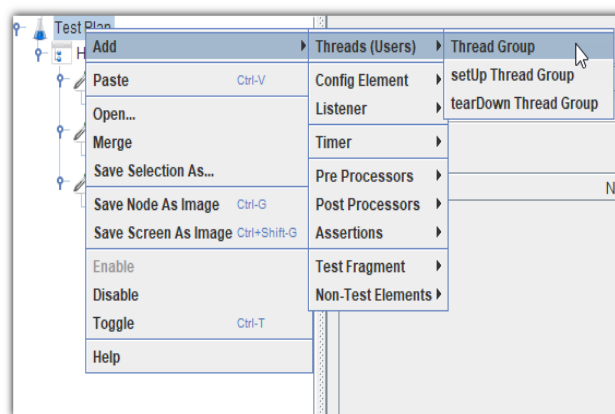 Test Plan
H
Add
Paste Ctrl-V
Open...
Merge
Save Selection As...
Save Node As Image Ctrl-G
Save Screen As Image Ctrl+Shift-G
Enable
Disable
Toggle Ctrl-T
Help
Threads (Users)
Config Element
Listener
Timer
Pre Processors
Post Processors
Assertions
Test Fragment
Non-Test Elements
Thread Group
setUp Thread Group
tearDown Thread Group
N